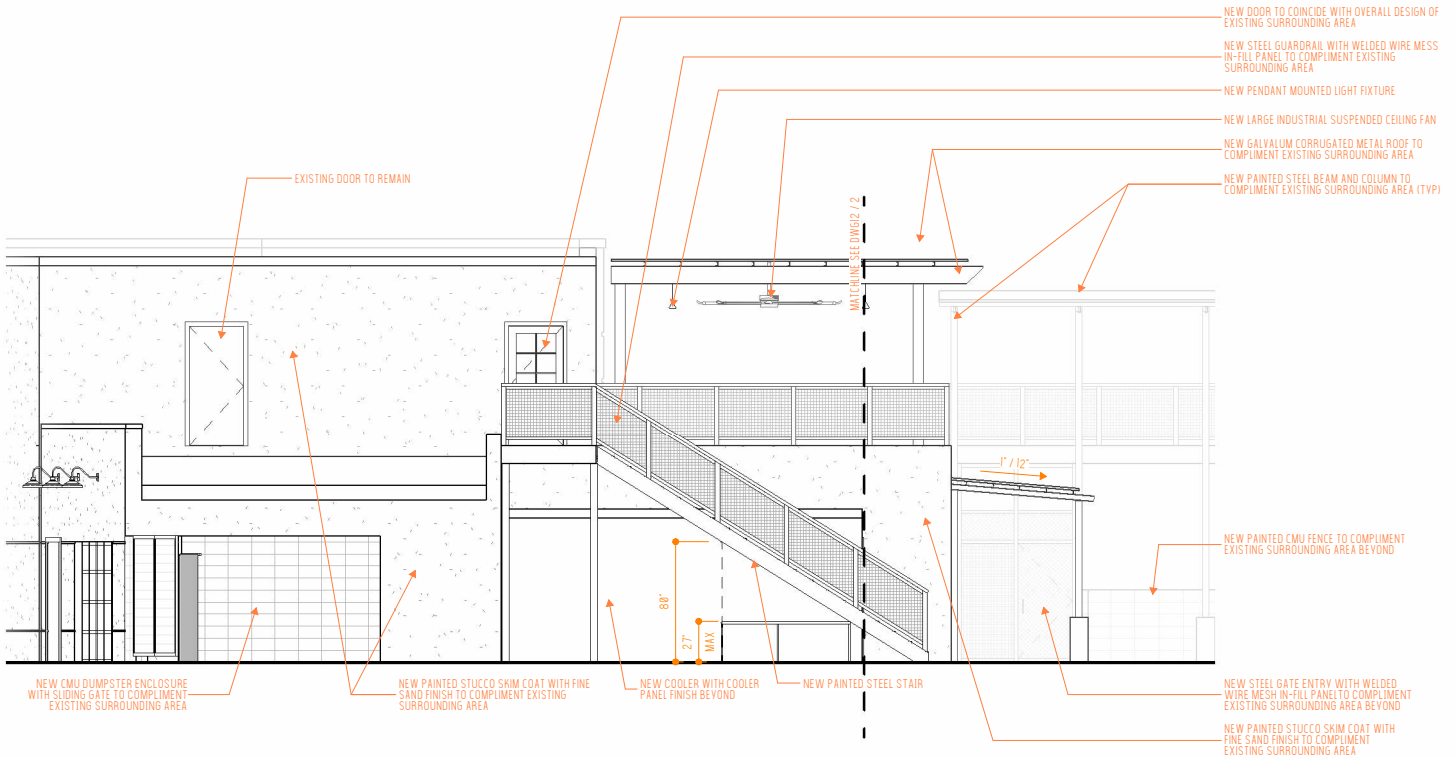 NEW DOOR TO COINCIDE WITH OVERALL DESIGN OF
EXISTING SURROUNDING AREA
NEW STEEL GUARDRAIL WITH WELDED WIRE MESS
IN-FILL PANEL TO COMPLIMENT EXISTING
SURROUNDING AREA
NEW PENDANT MOUNTED LIGHT FIXTURE
NEW LARGE INDUSTRIAL SUSPENDED CEILING FAN
NEW GALVALUM CORRUGATED METAL ROOF TO
COMPLIMENT EXISTING SURROUNDING AREA
NEW PAINTED STEEL BEAM AND COLUMN TO
COMPLIMENT EXISTING SURROUNDING AREA (TYP)
EXISTING DOOR TO REMAIN
MATCHLINE SEE DWG12 / 2
1" / 12"
80"
27"
MAX
NEW PAINTED CMU FENCE TO COMPLIMENT
EXISTING SURROUNDING AREA BEYOND
NEW CMU DUMPSTER ENCLOSURE
WITH SLIDING GATE TO COMPLIMENT
EXISTING SURROUNDING AREA
NEW PAINTED STUCCO SKIM COAT WITH FINE
SAND FINISH TO COMPLIMENT EXISTING
SURROUNDING AREA
NEW COOLER WITH COOLER
PANEL FINISH BEYOND
NEW PAINTED STEEL STAIR
NEW STEEL GATE ENTRY WITH WELDED
WIRE MESH IN-FILL PANELTO COMPLIMENT
EXISTING SURROUNDING AREA BEYOND
NEW PAINTED STUCCO SKIM COAT WITH
FINE SAND FINISH TO COMPLIMENT
EXISTING SURROUNDING AREA